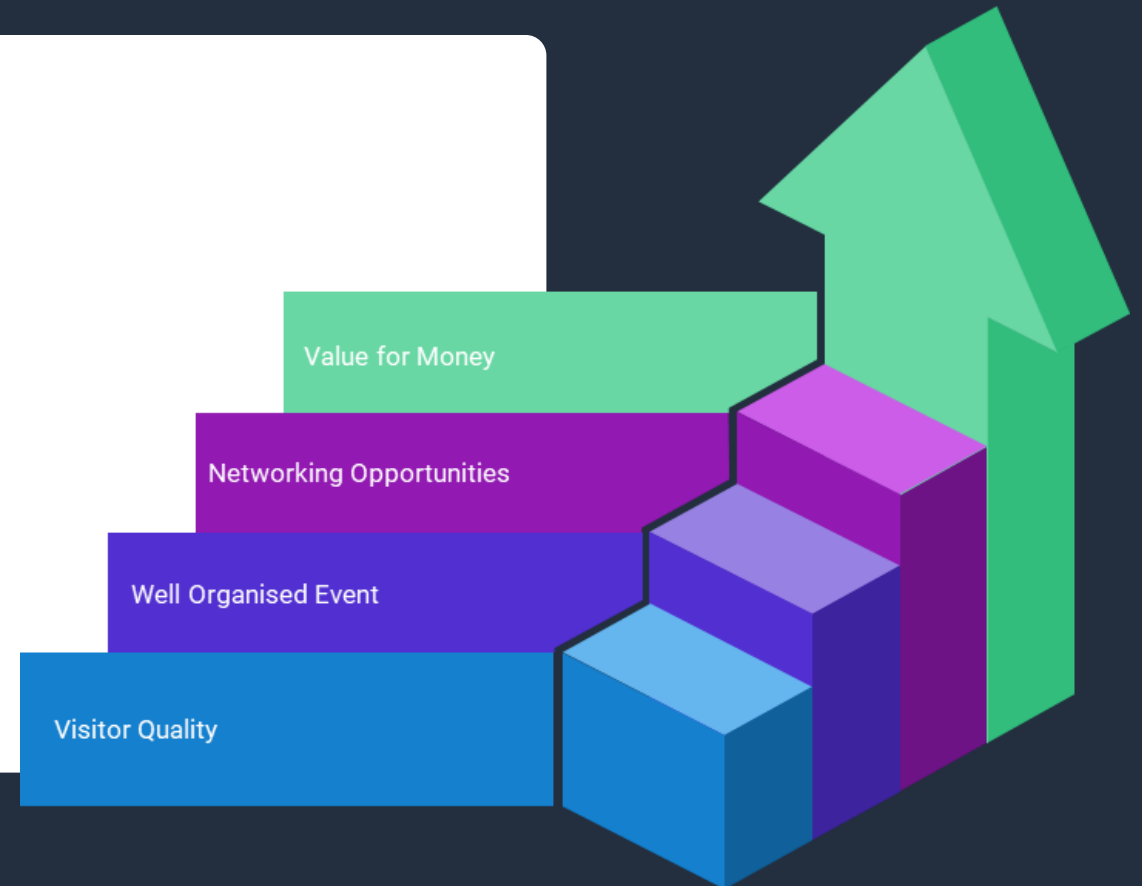 Value for Money
Networking Opportunities
Well Organised Event
Visitor Quality